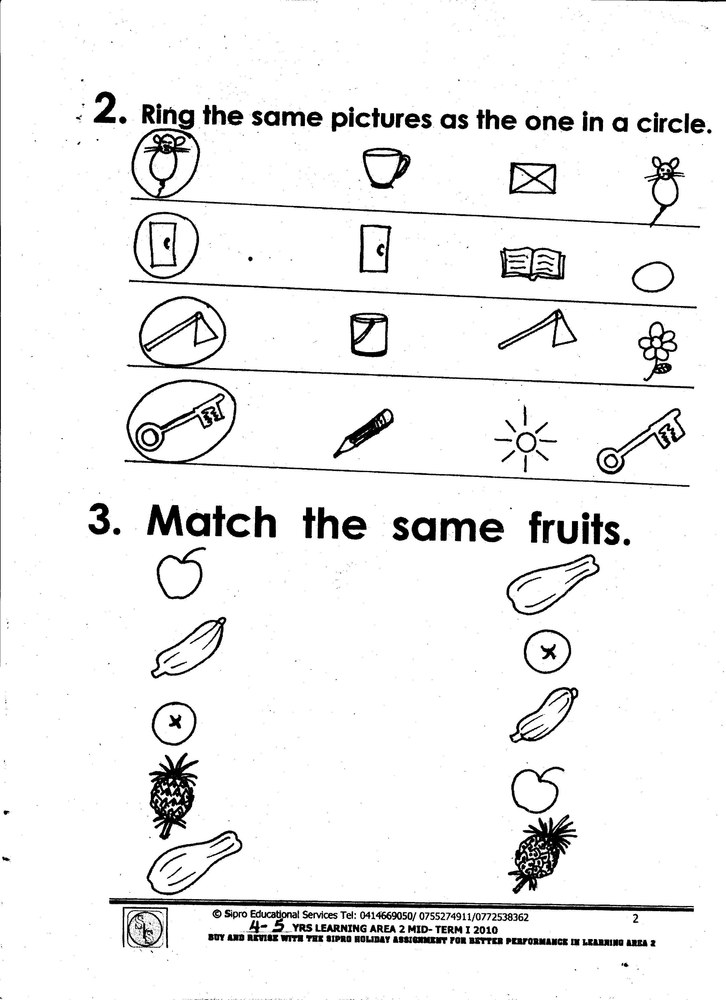 2. Ring the same pictures as the one in a circle.
3. Match the same fruits.
© Sipro Educational Services Tel: 0414669050/ 0755274911/0772538362
2
4-5 YRS LEARNING AREA 2 MID- TERM I 2010
BUY AND REVISE WITH THE SIPRO HOLIDAY ASSIGNMENT FOR BETTER PERFORMANCE IN LEARNING AREA 2